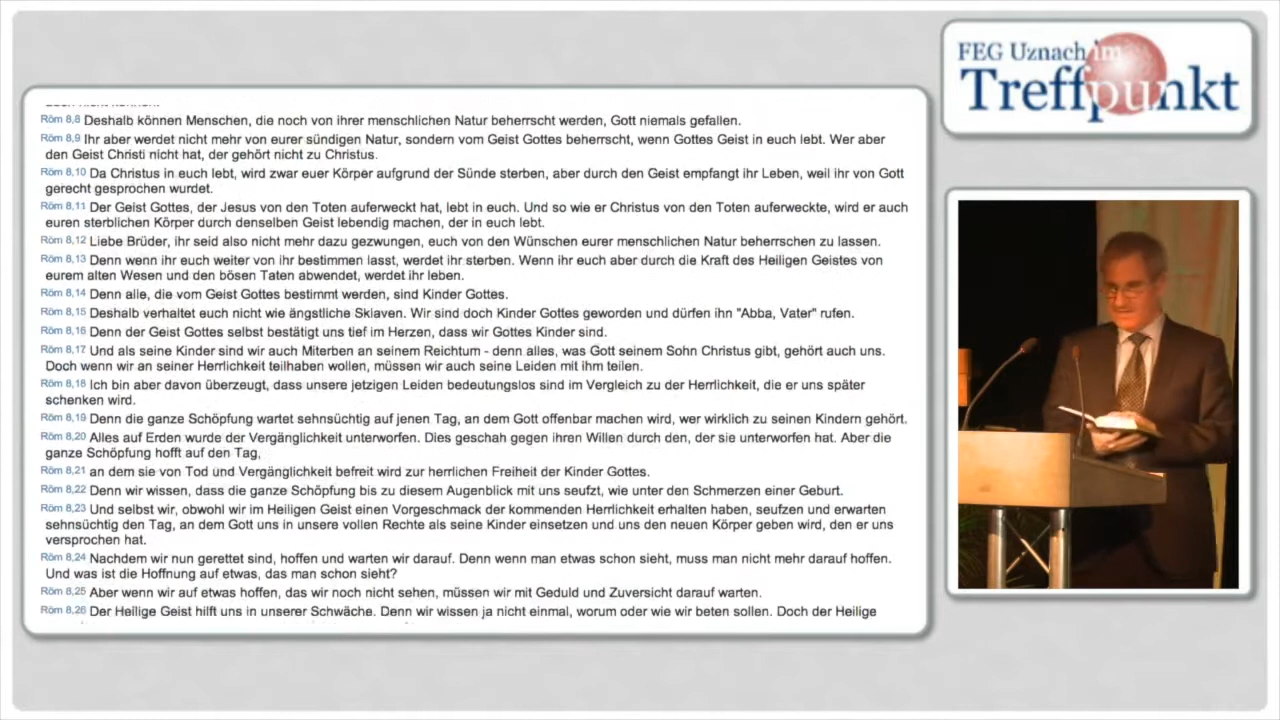 Röm 8,8 Deshalb können Menschen, die noch von ihrer menschlichen Natur beherrscht werden, Gott niemals gefallen.
Röm 8,9 Ihr aber werdet nicht mehr von eurer sündigen Natur, sondern vom Geist Gottes beherrscht, wenn Gottes Geist in euch lebt. Wer aber
den Geist Christi nicht hat, der gehört nicht zu Christus.
Röm 8,10 Da Christus in euch lebt, wird zwar euer Körper aufgrund der Sünde sterben, aber durch den Geist empfangt ihr Leben, weil ihr von Gott
gerecht gesprochen wurdet.
Röm 8,11 Der Geist Gottes, der Jesus von den Toten auferweckt hat, lebt in euch. Und so wie er Christus von den Toten auferweckte, wird er auch
euren sterblichen Körper durch denselben Geist lebendig machen, der in euch lebt.
Röm 8,12 Liebe Brüder, ihr seid also nicht mehr dazu gezwungen, euch von den Wünschen eurer menschlichen Natur beherrschen zu lassen.
Röm 8,13 Denn wenn ihr euch weiter von ihr bestimmen lasst, werdet ihr sterben. Wenn ihr euch aber durch die Kraft des Heiligen Geistes von
eurem alten Wesen und den bösen Taten abwendet, werdet ihr leben.
Röm 8,14 Denn alle, die vom Geist Gottes bestimmt werden, sind Kinder Gottes.
Röm 8,15 Deshalb verhaltet euch nicht wie ängstliche Sklaven. Wir sind doch Kinder Gottes geworden und dürfen ihn "Abba, Vater" rufen.
Röm 8,16 Denn der Geist Gottes selbst bestätigt uns tief im Herzen, dass wir Gottes Kinder sind.
Röm 8,17 Und als seine Kinder sind wir auch Miterben an seinem Reichtum - denn alles, was Gott seinem Sohn Christus gibt, gehört auch uns.
Doch wenn wir an seiner Herrlichkeit teilhaben wollen, müssen wir auch seine Leiden mit ihm teilen.
Röm 8,18 Ich bin aber davon überzeugt, dass unsere jetzigen Leiden bedeutungslos sind im Vergleich zu der Herrlichkeit, die er uns später
schenken wird.
Röm 8,19 Denn die ganze Schöpfung wartet sehnsüchtig auf jenen Tag, an dem Gott offenbar machen wird, wer wirklich zu seinen Kindern gehört.
Röm 8,20 Alles auf Erden wurde der Vergänglichkeit unterworfen. Dies geschah gegen ihren Willen durch den, der sie unterworfen hat. Aber die
ganze Schöpfung hofft auf den Tag,
Röm 8,21 an dem sie von Tod und Vergänglichkeit befreit wird zur herrlichen Freiheit der Kinder Gottes.
Röm 8,22 Denn wir wissen, dass die ganze Schöpfung bis zu diesem Augenblick mit uns seufzt, wie unter den Schmerzen einer Geburt.
Röm 8,23 Und selbst wir, obwohl wir im Heiligen Geist einen Vorgeschmack der kommenden Herrlichkeit erhalten haben, seufzen und erwarten
sehnsüchtig den Tag, an dem Gott uns in unsere vollen Rechte als seine Kinder einsetzen und uns den neuen Körper geben wird, den er uns
versprochen hat.
Röm 8,24 Nachdem wir nun gerettet sind, hoffen und warten wir darauf. Denn wenn man etwas schon sieht, muss man nicht mehr darauf hoffen.
Und was ist die Hoffnung auf etwas, das man schon sieht?
Röm 8,25 Aber wenn wir auf etwas hoffen, das wir noch nicht sehen, müssen wir mit Geduld und Zuversicht darauf warten.
Röm 8,26 Der Heilige Geist hilft uns in unserer Schwäche. Denn wir wissen ja nicht einmal, worum oder wie wir beten sollen. Doch der Heilige
FEG Uznach im
Treffpunkt